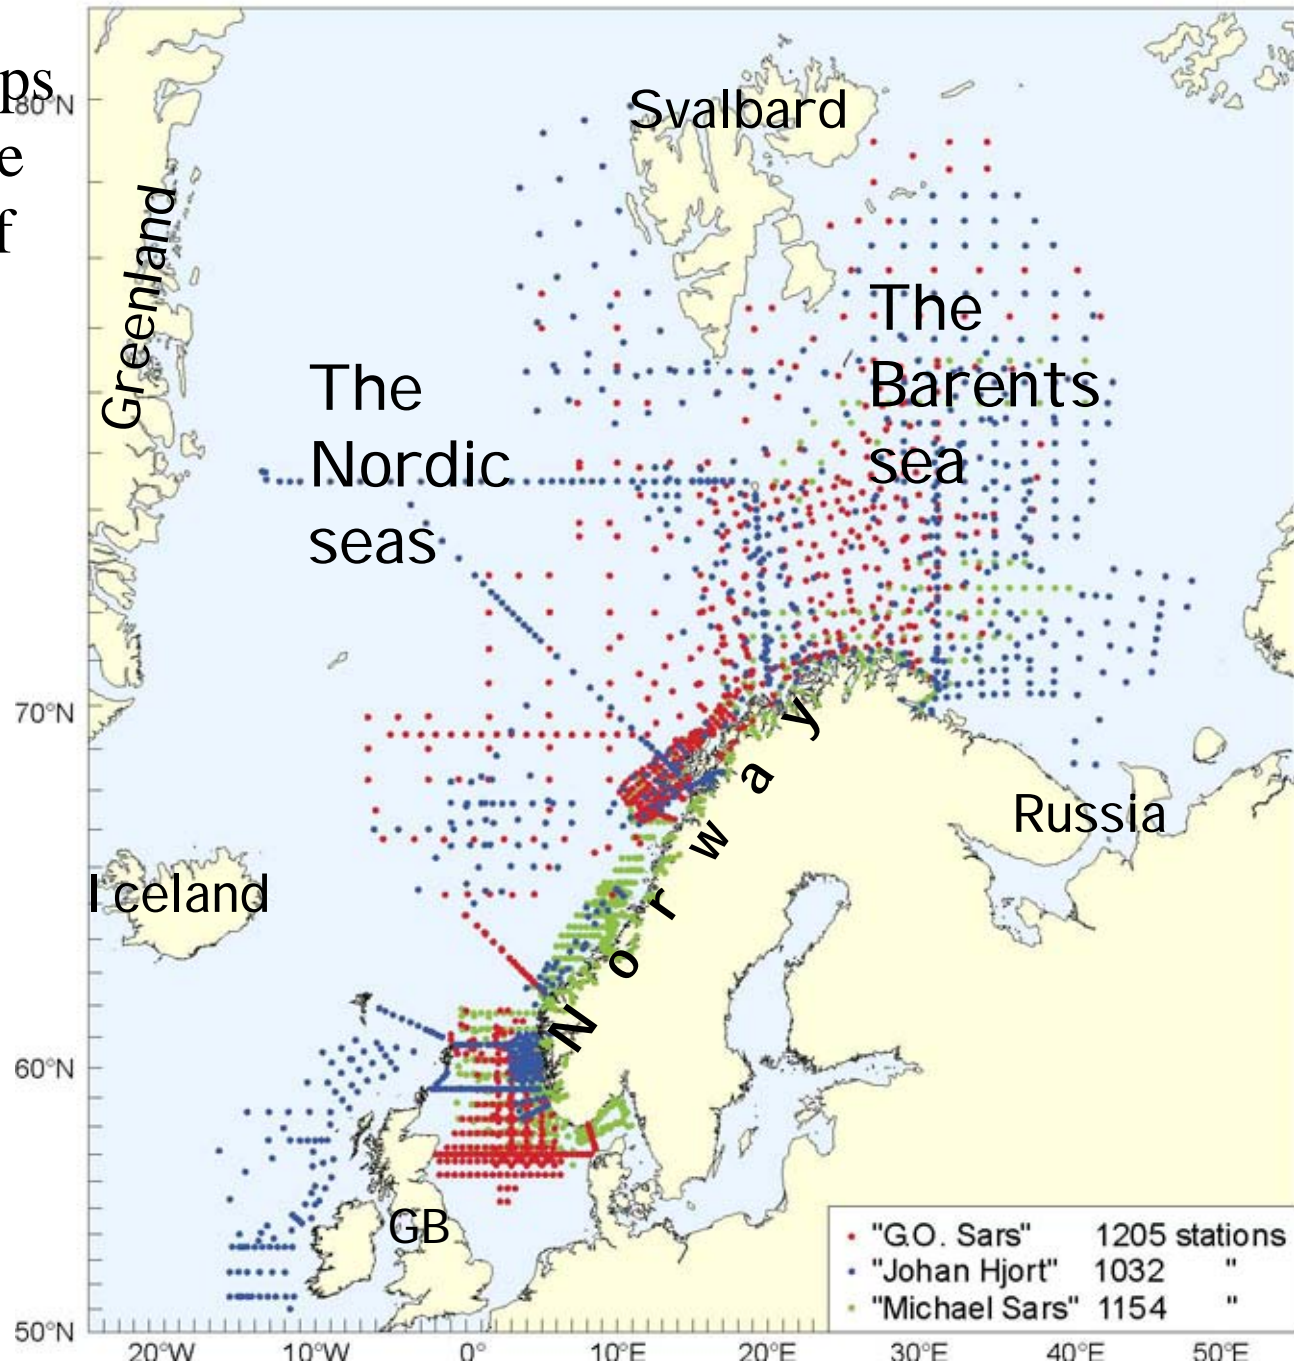 ps
e
f
80°N
70°N
60°N
50°N
20°W 10°W 0° 10°E 20°E 30°E 40°E 50°E
Svalbard
Greenland
The
Nordic
seas
The
Barents
sea
Norway
Russia
Iceland
GB
"G.O. Sars" 1205 stations
"Johan Hjort" 1032 "
"Michael Sars" 1154 "